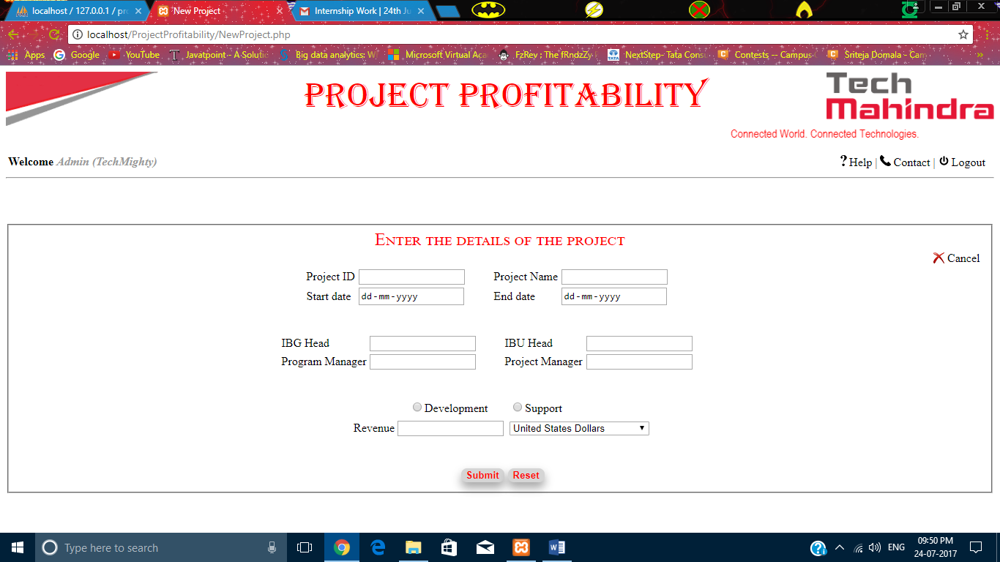 localhost / 127.0.0.1 / pro
New Project
Internship Work | 24th Ju
localhost/ProjectProfitability/NewProject.php
Apps Google YouTube Javatpoint - A Solutio Big data analytics: W Microsoft Virtual Aca FzRev : The fRndzZy NextStep- Tata Consu Contests -- Campus Sriteja Domala - Cam »
PROJECT PROFITABILITY
Tech
Mahindra
Connected World. Connected Technologies.
Welcome Admin (TechMighty)
? Help | Contact | Logout
ENTER THE DETAILS OF THE PROJECT
Cancel
Project ID Project Name
Start date dd-mm-yyyy End date dd-mm-yyyy
IBG Head IBU Head
Program Manager Project Manager
Development Support
Revenue United States Dollars
Submit Reset
Type here to search
ENG
09:50 PM
24-07-2017